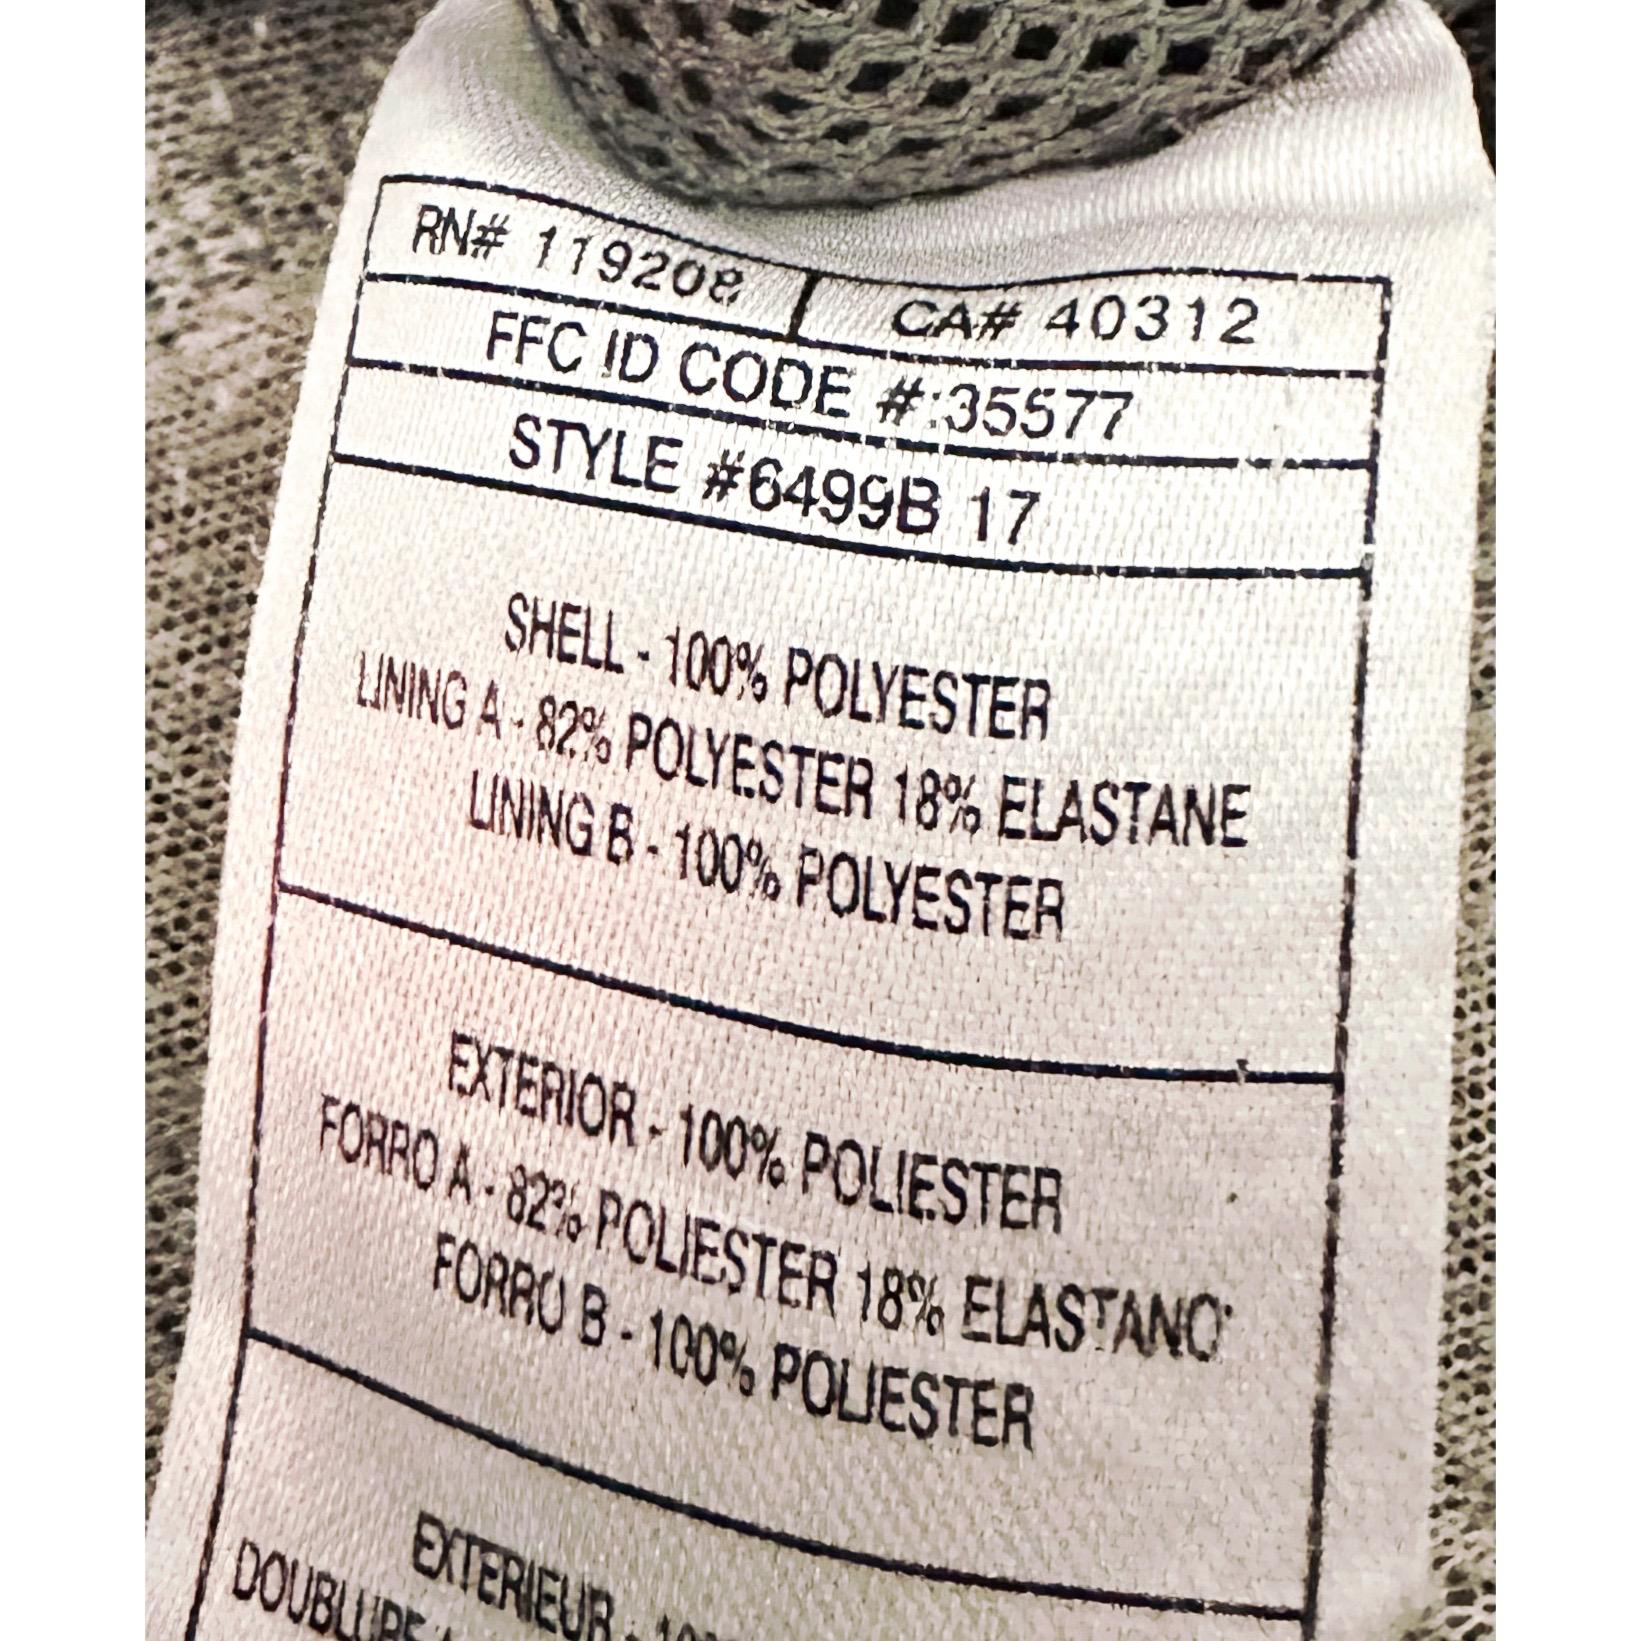 RN# 119208 CA# 40312
FFC ID CODE #:35577
STYLE #6499B 17
SHELL - 100% POLYESTER
LINING A - 82% POLYESTER 18% ELASTANE
LINING B - 100% POLYESTER
EXTERIOR - 100% POLIESTER
FORRO A - 82% POLIESTER 18% ELASTANO
FORRO B - 100% POLIESTER
EXTERIEUR -
DOUBLURE